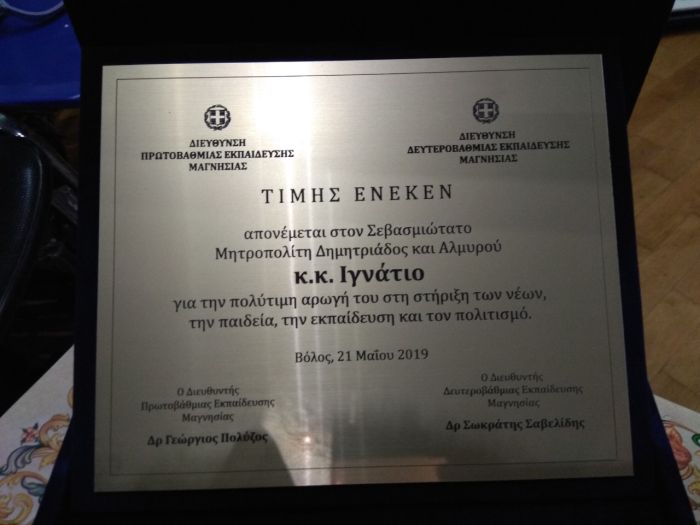 ΔΙΕΥΘΥΝΣΗ
ΠΡΩΤΟΒΑΘΜΙΑΣ ΕΚΠΑΙΔΕΥΣΗΣ
ΜΑΓΝΗΣΙΑΣ
ΔΙΕΥΘΥΝΣΗ
ΔΕΥΤΕΡΟΒΑΘΜΙΑΣ ΕΚΠΑΙΔΕΥΣΗΣ
ΜΑΓΝΗΣΙΑΣ
ΤΙΜΗΣ ΕΝΕΚΕΝ
απονέμεται στον Σεβασμιώτατο
Μητροπολίτη Δημητριάδος και Αλμυρού
κ.κ. Ιγνάτιο
για την πολύτιμη αρωγή του στη στήριξη των νέων,
την παιδεία, την εκπαίδευση και τον πολιτισμό.
Βόλος, 21 Μαΐου 2019
Ο Διευθυντής
Πρωτοβάθμιας Εκπαίδευσης
Μαγνησίας
Δρ Γεώργιος Πολύζος
Ο Διευθυντής
Δευτεροβάθμιας Εκπαίδευσης
Μαγνησίας
Δρ Σωκράτης Σαβελίδης